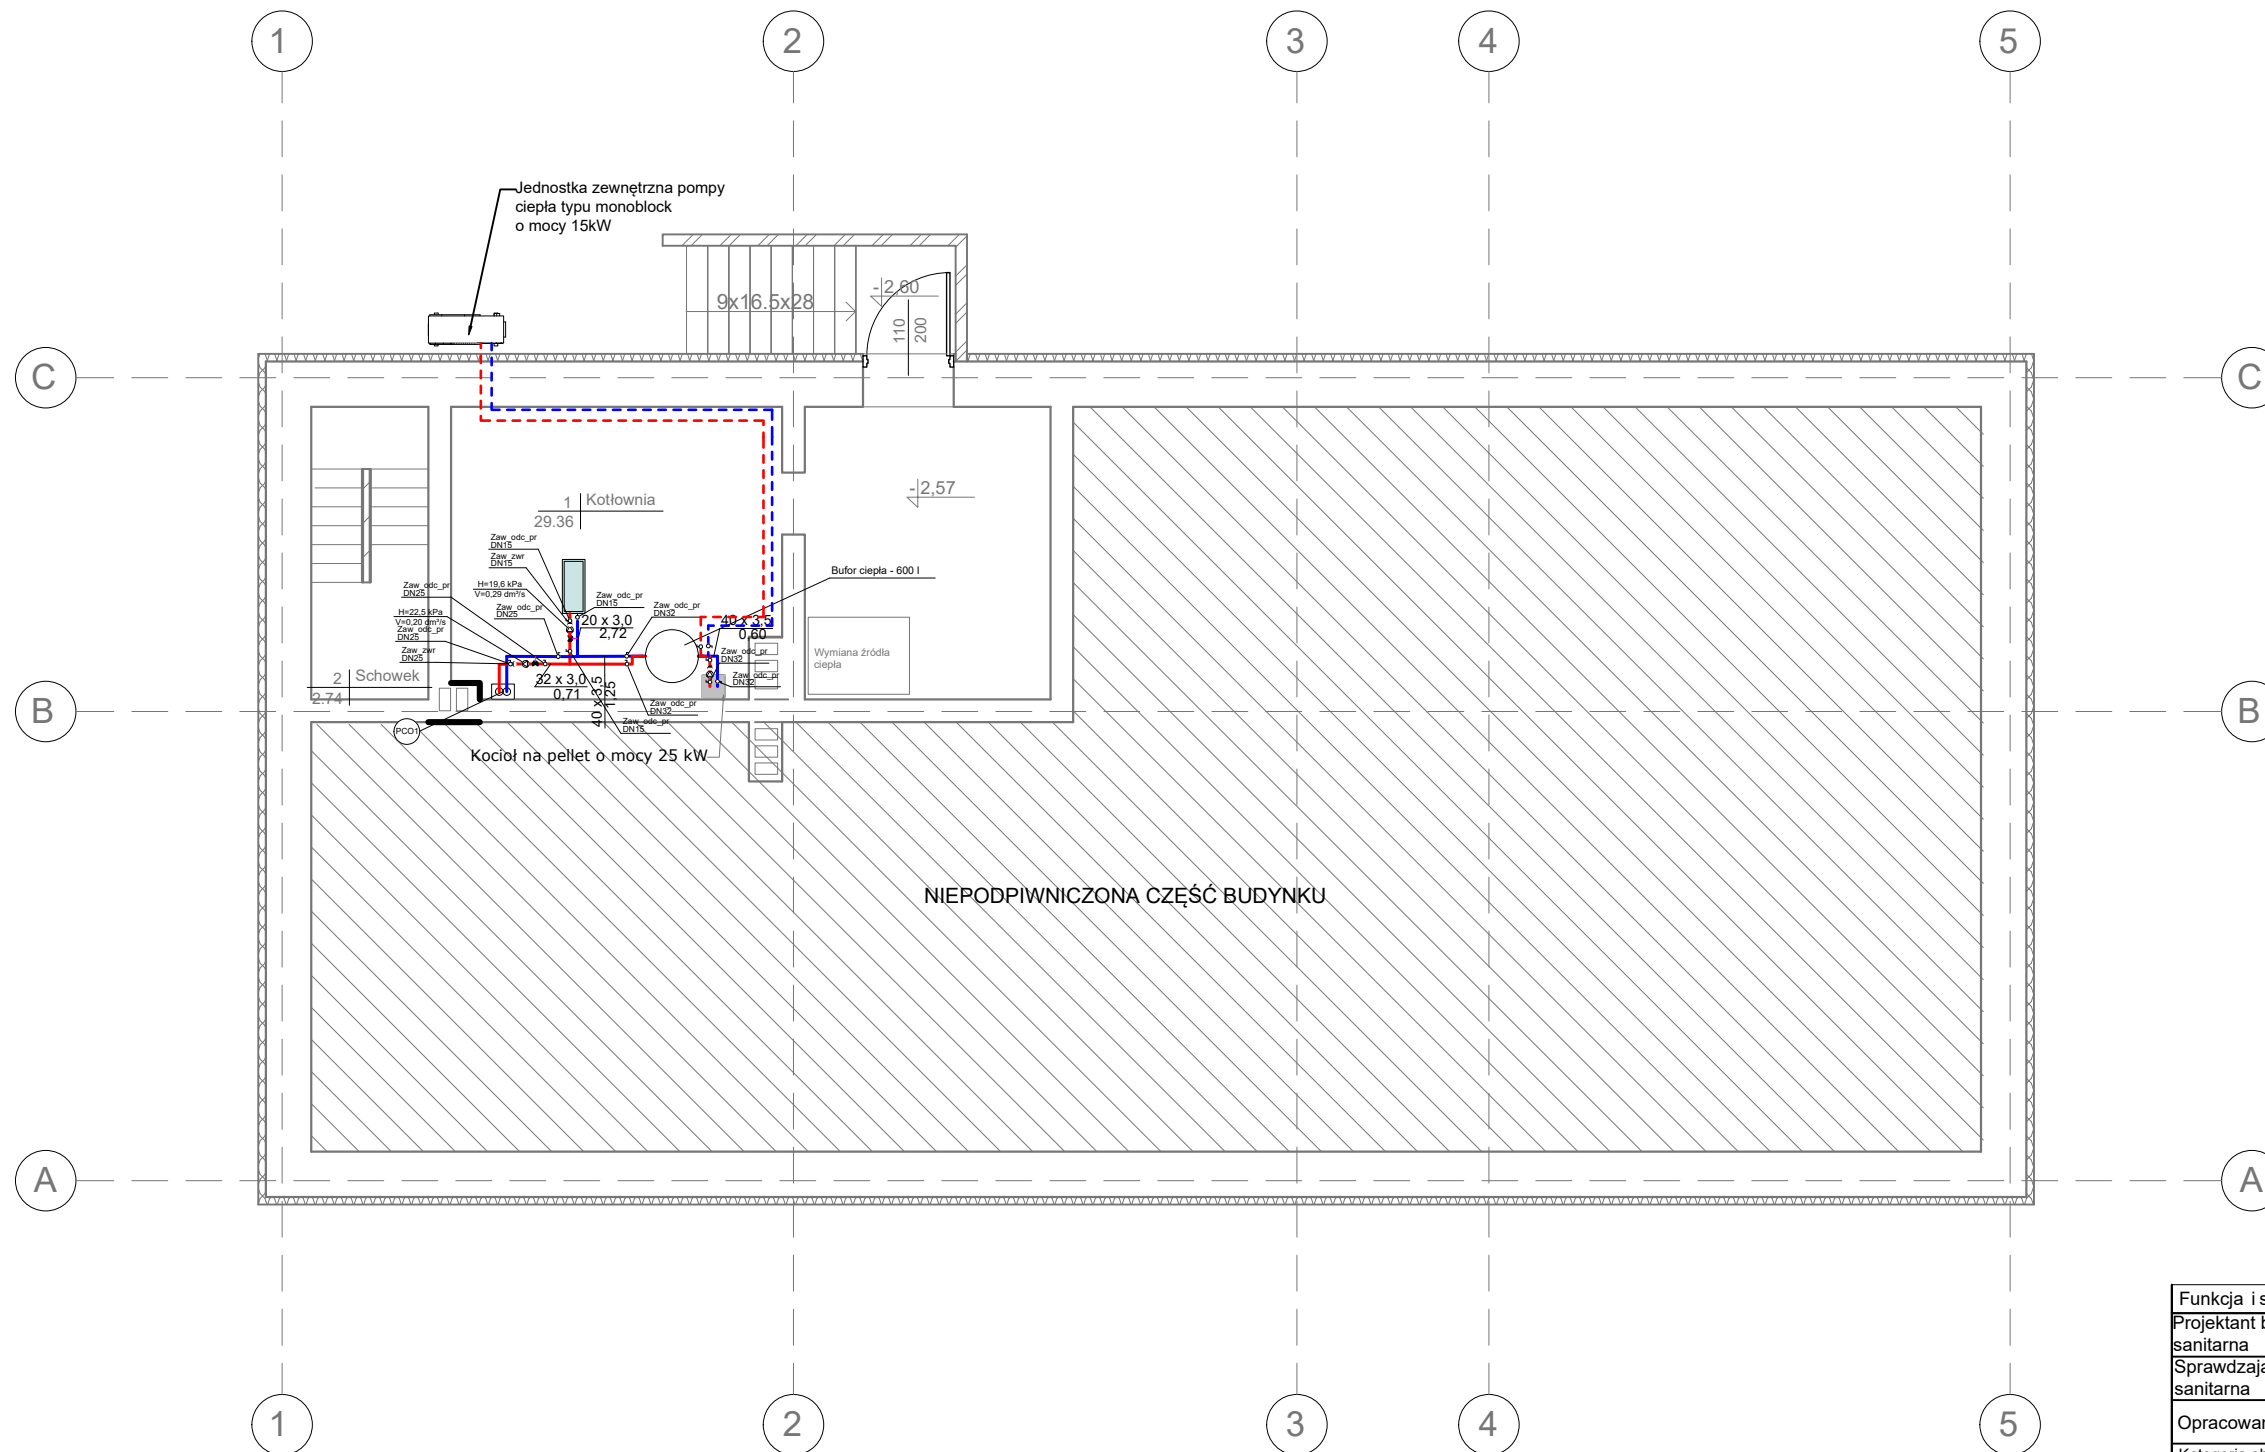 1
2
3
4
5
Jednostka zewnętrzna pompy
ciepła typu monoblock
o mocy 15kW
9x16.5x28
-2,60
110
200
C
C
-2,57
1
Kotłownia
29.36
Zaw_odc_pr
DN15
Zaw_zwr
DN15
H=19,6 kPa
V=0,29 dm³/s
Zaw_odc_pr
DN25
Zaw_odc_pr
DN25
H=22,5 kPa
V=0,20 dm³/s
Zaw_odc_pr
DN25
Zaw_zwr
DN25
Zaw_odc_pr
DN15
20 x 3,0
2,72
Zaw_odc_pr
DN32
Bufor ciepła - 600 l
40 x 3,5
0,60
Zaw_odc_pr
DN32
Zaw_odc_pr
DN32
Wymiana źródła
ciepła
2
Schowek
2.74
32 x 3,0
0,71
40 x 3,5
1,25
Zaw_odc_pr
DN32
Zaw_odc_pr
DN15
B
B
PCO1
Kocioł na pellet o mocy 25 kW
NIEPODPIWNICZONA CZĘŚĆ BUDYNKU
A
A
Funkcja i s
Projektant b
sanitarna
Sprawdzają
sanitarna
Opracowan
1
2
3
4
5